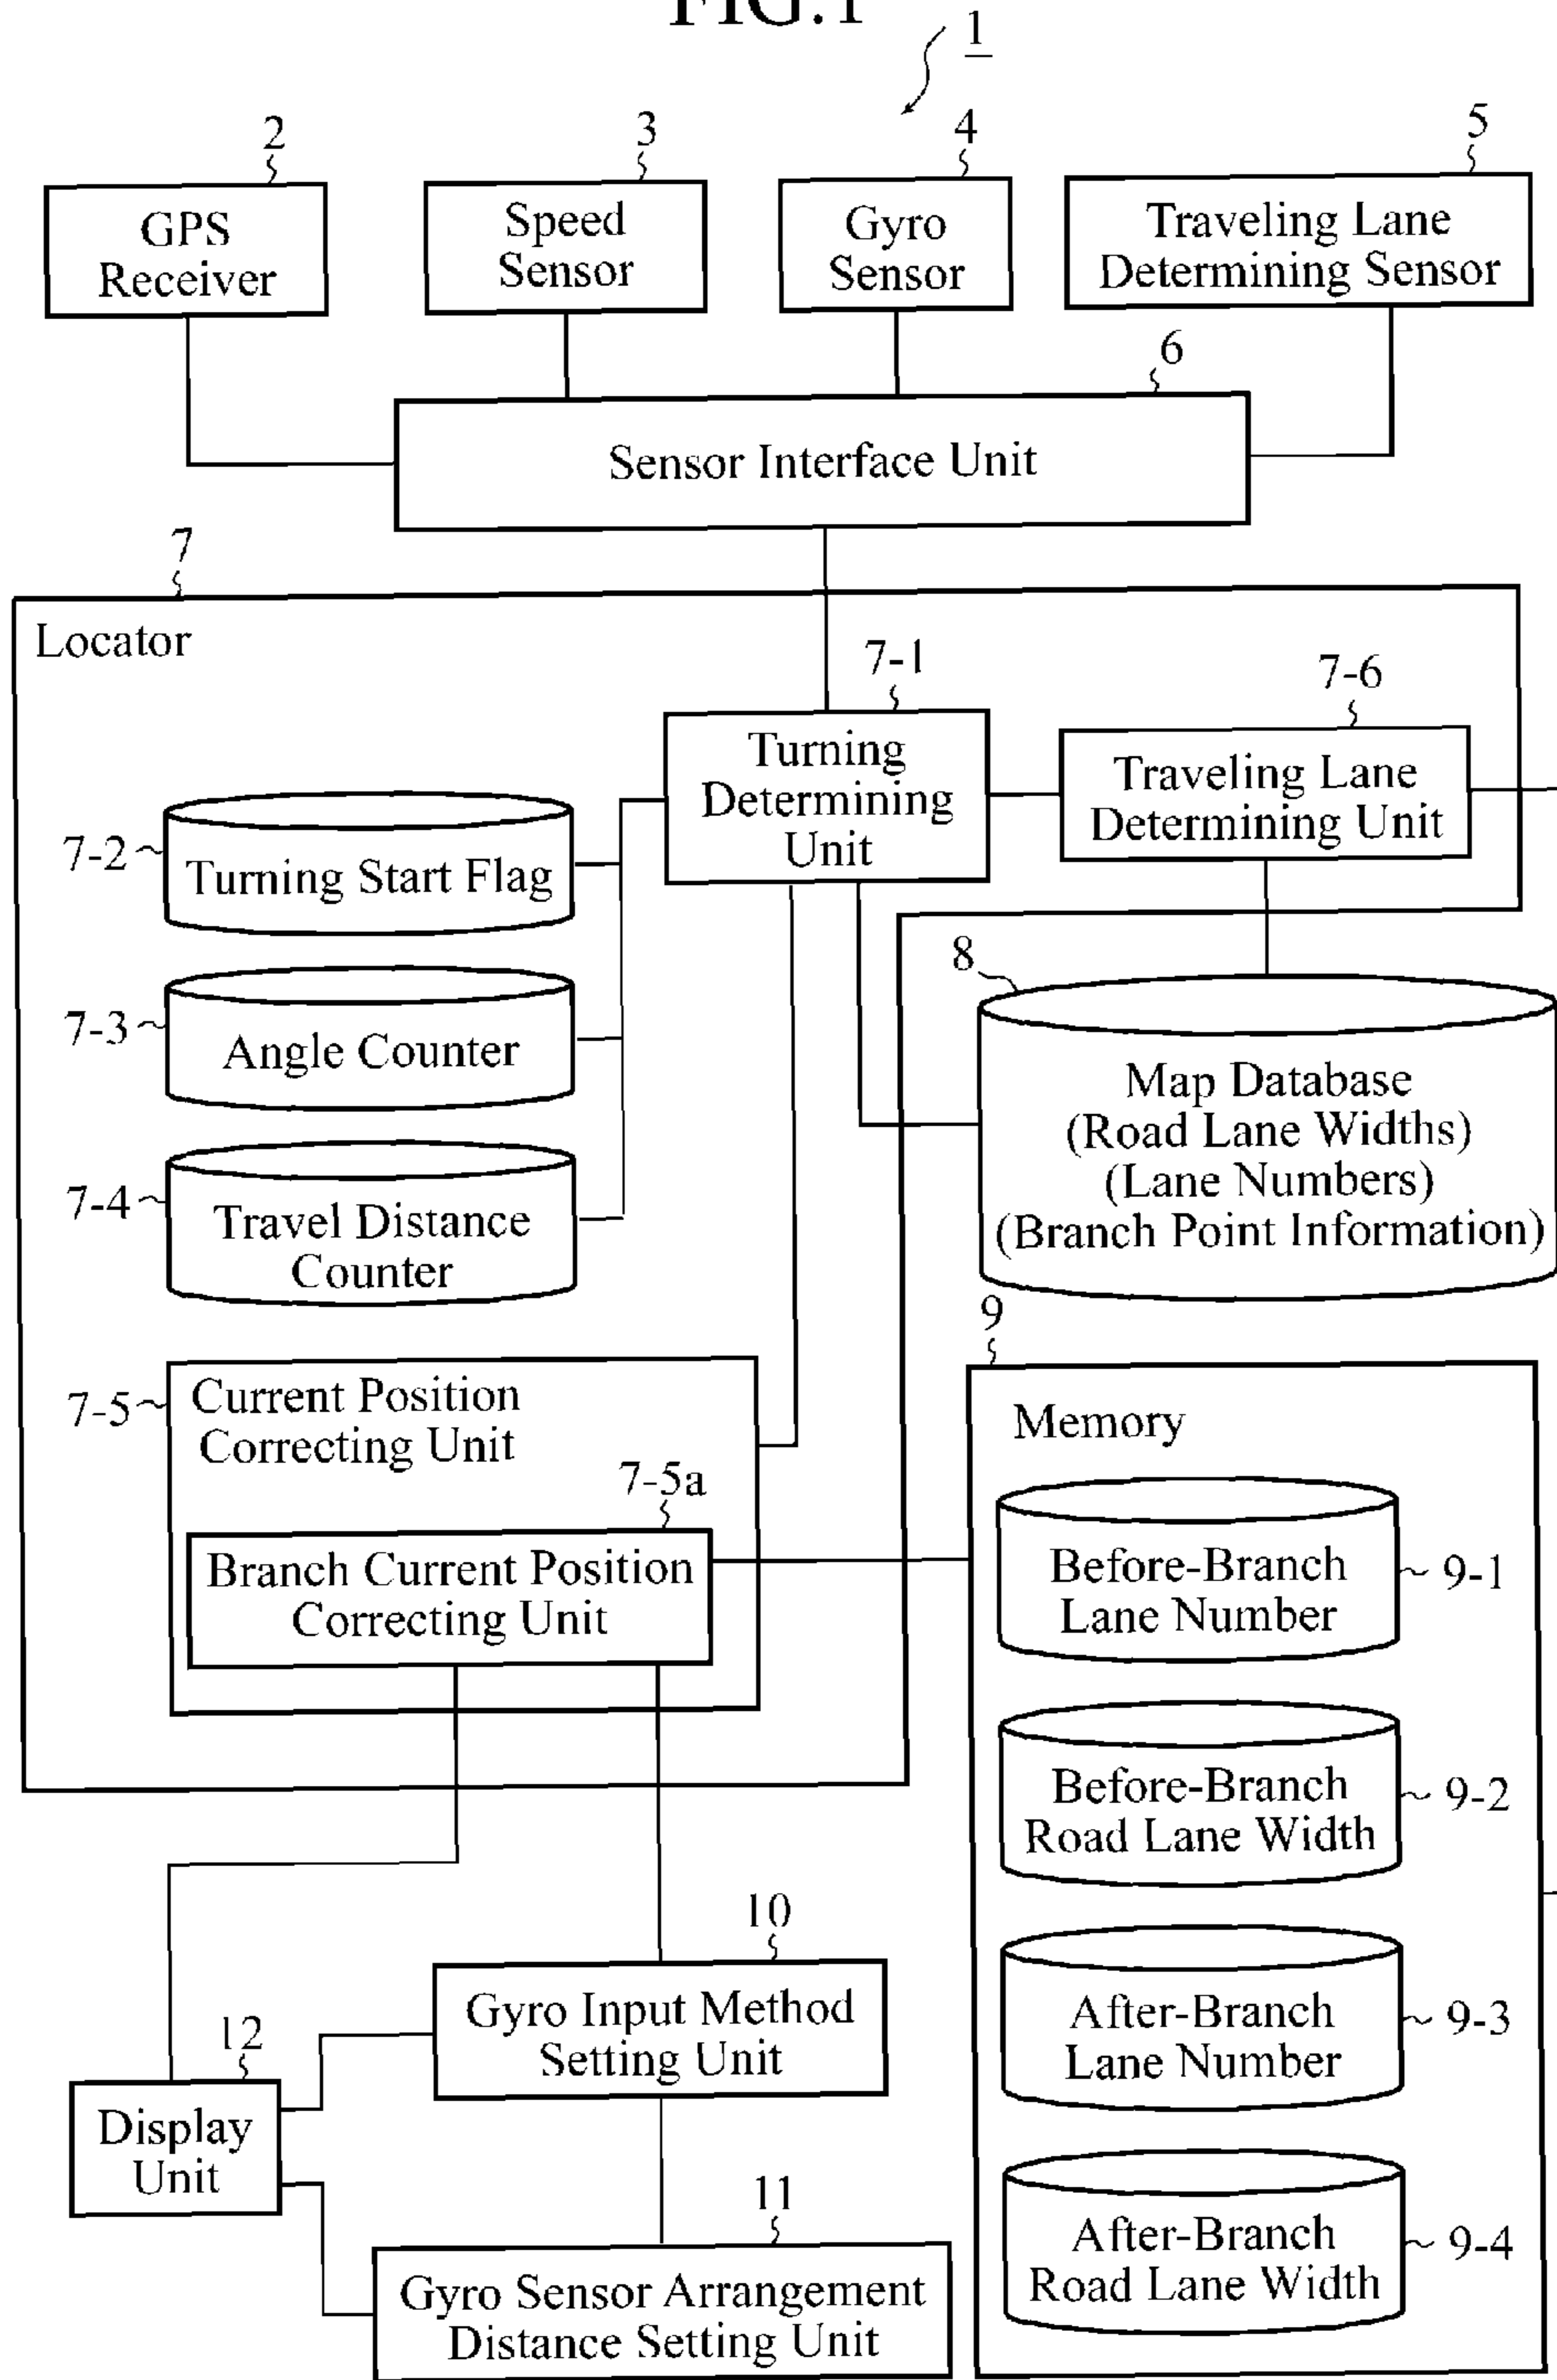 FIG.1
1
2
3
4
5
GPS
Receiver
Speed
Sensor
Gyro
Sensor
Traveling Lane
Determining Sensor
6
Sensor Interface Unit
7
Locator
7-1
7-6
Turning
Determining
Unit
Traveling Lane
Determining Unit
7-2
Turning Start Flag
7-3
Angle Counter
7-4
Travel Distance
Counter
8
Map Database
(Road Lane Widths)
(Lane Numbers)
(Branch Point Information)
7-5
Current Position
Correcting Unit
7-5a
Branch Current Position
Correcting Unit
9
Memory
Before-Branch
Lane Number
9-1
Before-Branch
Road Lane Width
9-2
After-Branch
Lane Number
9-3
After-Branch
Road Lane Width
9-4
10
Gyro Input Method
Setting Unit
12
Display
Unit
11
Gyro Sensor Arrangement
Distance Setting Unit